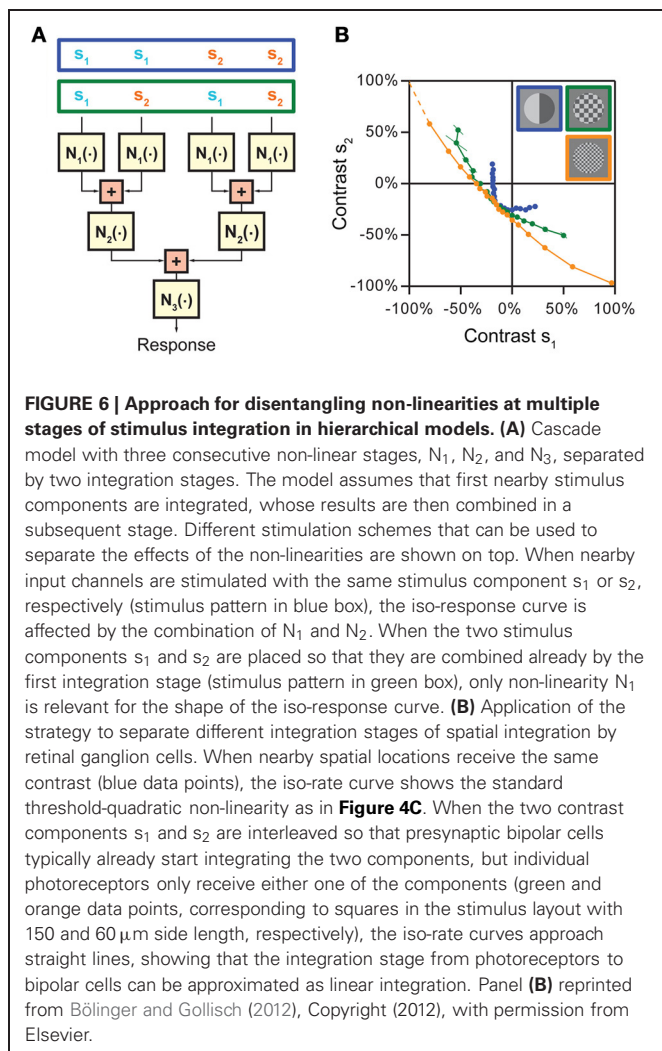 A
s1 s1 s2 s2
s1 s2 s1 s2
N1(·) N1(·) N1(·) N1(·)
+ +
N2(·) N2(·)
+
N3(·)
Response
B
100%
50%
0%
-50%
-100%
Contrast s2
-100% -50% 0% 50% 100%
Contrast s1
FIGURE 6 | Approach for disentangling non-linearities at multiple
stages of stimulus integration in hierarchical models. (A) Cascade
model with three consecutive non-linear stages, N1, N2, and N3, separated
by two integration stages. The model assumes that first nearby stimulus
components are integrated, whose results are then combined in a
subsequent stage. Different stimulation schemes that can be used to
separate the effects of the non-linearities are shown on top. When nearby
input channels are stimulated with the same stimulus component s1 or s2,
respectively (stimulus pattern in blue box), the iso-response curve is
affected by the combination of N1 and N2. When the two stimulus
components s1 and s2 are placed so that they are combined already by the
first integration stage (stimulus pattern in green box), only non-linearity N1
is relevant for the shape of the iso-response curve. (B) Application of the
strategy to separate different integration stages of spatial integration by
retinal ganglion cells. When nearby spatial locations receive the same
contrast (blue data points), the iso-rate curve shows the standard
threshold-quadratic non-linearity as in Figure 4C. When the two contrast
components s1 and s2 are interleaved so that presynaptic bipolar cells
typically already start integrating the two components, but individual
photoreceptors only receive either one of the components (green and
orange data points, corresponding to squares in the stimulus layout with
150 and 60 μm side length, respectively), the iso-rate curves approach
straight lines, showing that the integration stage from photoreceptors to
bipolar cells can be approximated as linear integration. Panel (B) reprinted
from Bölinger and Gollisch (2012), Copyright (2012), with permission from
Elsevier.